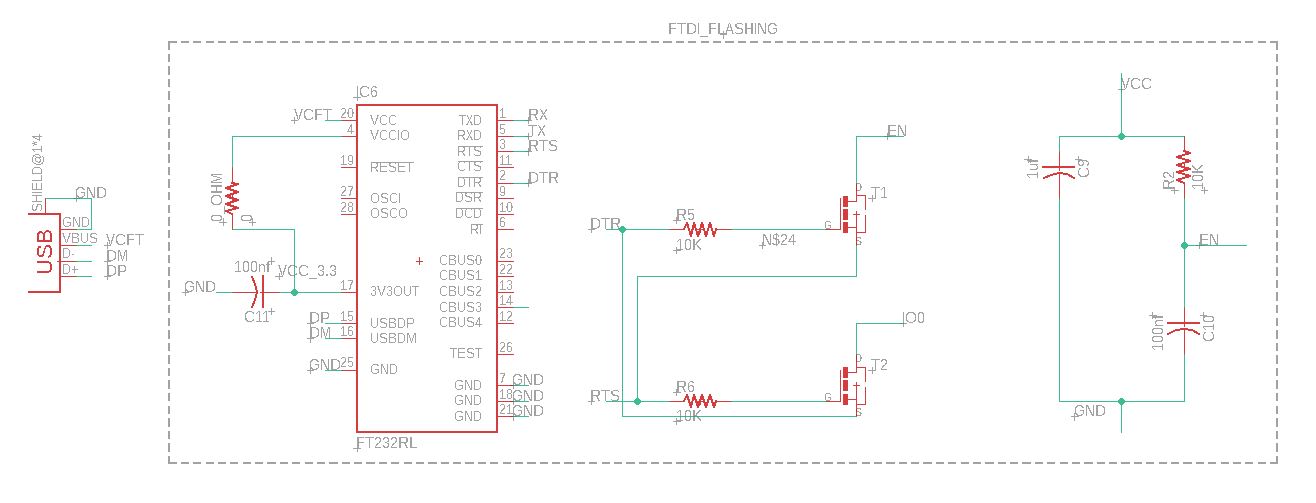 FTDI_FLASHING
IC6
VCFT 20 VCC TXD 1 RX
4 VCCIO RXD 5 TX
RTS 3 RTS
19 RESET CTS 11
DTR 2 DTR
27 OSCI DSR 9
28 OSCO DCD 10
RI 6
CBUS0 23
CBUS1 22
17 3V3OUT CBUS2 13
CBUS3 14
15 USBDP CBUS4 12
DP
16 USBDM
DM
TEST 26
GND 25 GND
GND 7 GND
GND 18 GND
GND 21 GND
FT232RL
SHIELD@1*4
GND
USB
GND
VBUS VCFT
D- DM
D+ DP
0 OHM
0
100nf
VCC_3.3
GND
C11
EN
D
T1
G
S
DTR
R5
10K
N$24
IO0
D
T2
G
S
RTS
R6
10K
VCC
1uf
C9
R2
10K
EN
100nf
C10
GND